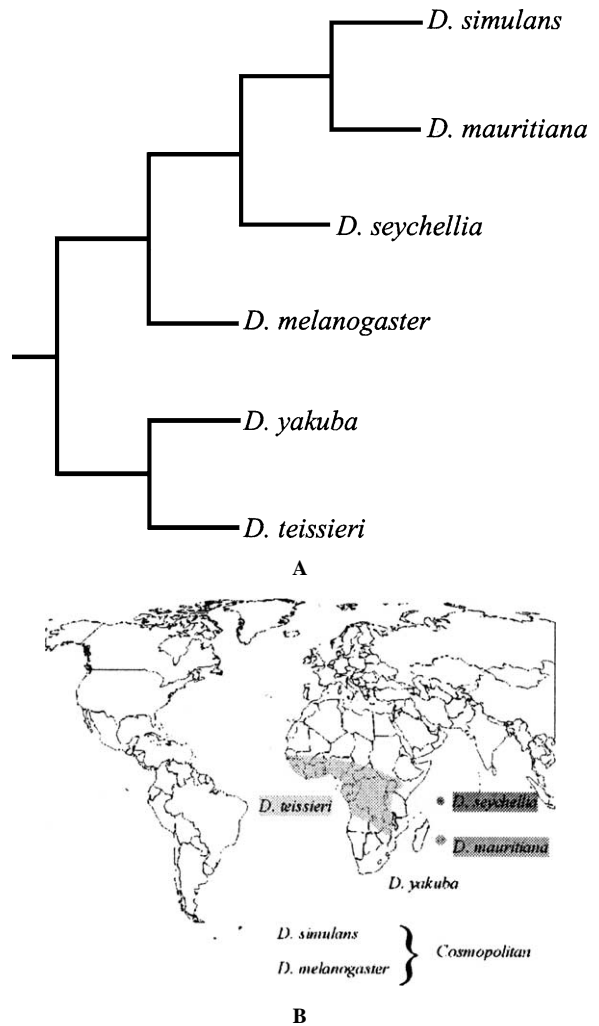 D. simulans
D. mauritiana
D. seychellia
D. melanogaster
D. yakuba
D. teissieri
A
D. teissieri
D. seychellia
D. mauritiana
D. yakuba
D. simulans
D. melanogaster
Cosmopolitan
B